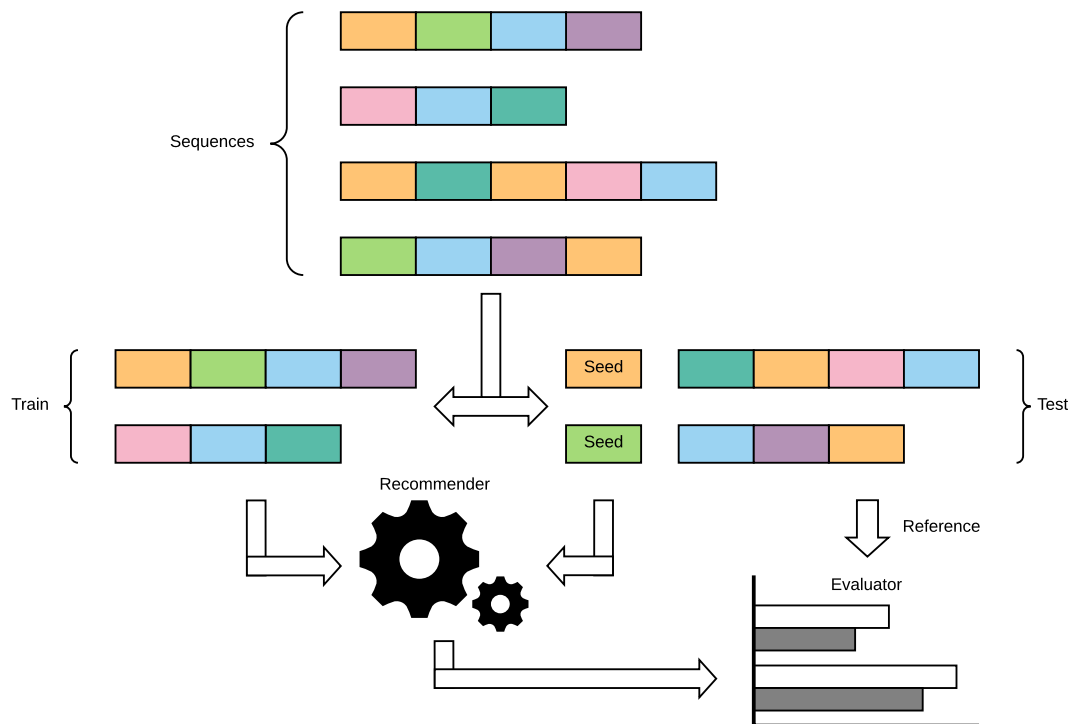 Sequences
Train
Seed
Seed
Test
Recommender
Reference
Evaluator